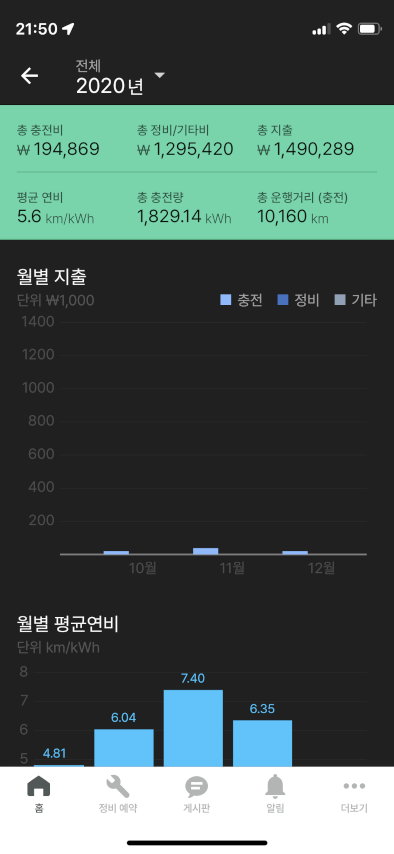 21:50
전체
2020년
총 충전비 총 정비/기타비 총 지출
₩ 194,869 ₩ 1,295,420 ₩ 1,490,289
평균 연비 총 충전량 총 운행거리 (충전)
5.6 km/kWh 1,829.14 kWh 10,160 km
월별 지출
단위 ₩1,000 충전 정비 기타
1400
1200
1000
800
600
400
200
10월 11월 12월
월별 평균연비
단위 km/kWh
8
7.40
7
6.04 6.35
6
5 4.81
홈 정비 예약 게시판 알림 더보기